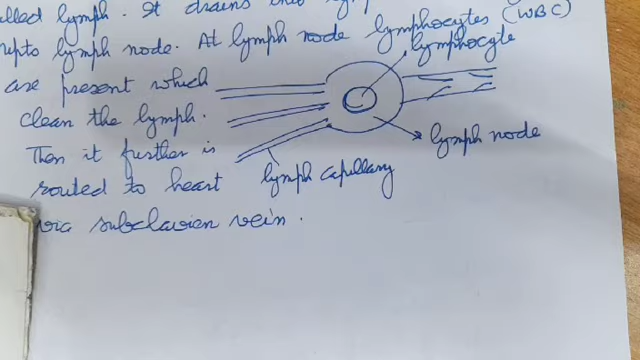 called lymph. It drains into
upto lymph node. At lymph node lymphocytes (WBC)
are present which
clean the lymph.
Then it further is
routed to heart
via subclavien vein.
lymphocyte
lymph node
lymph capillary